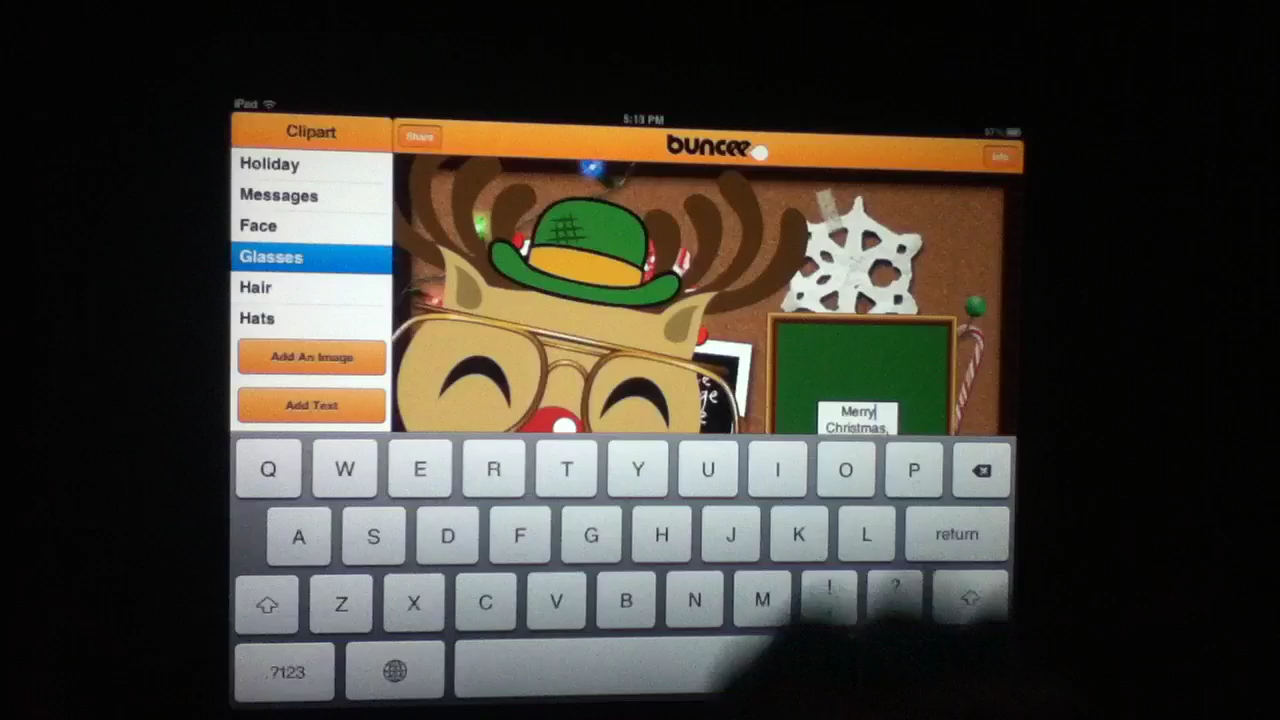 iPad
5:13 PM
97%
Clipart
Share
buncee
Info
Holiday
Messages
Face
Glasses
Hair
Hats
Add An Image
Add Text
Merry
Christmas,
Q W E R T Y U I O P
A S D F G H J K L return
Z X C V B N M ! ?
.?123